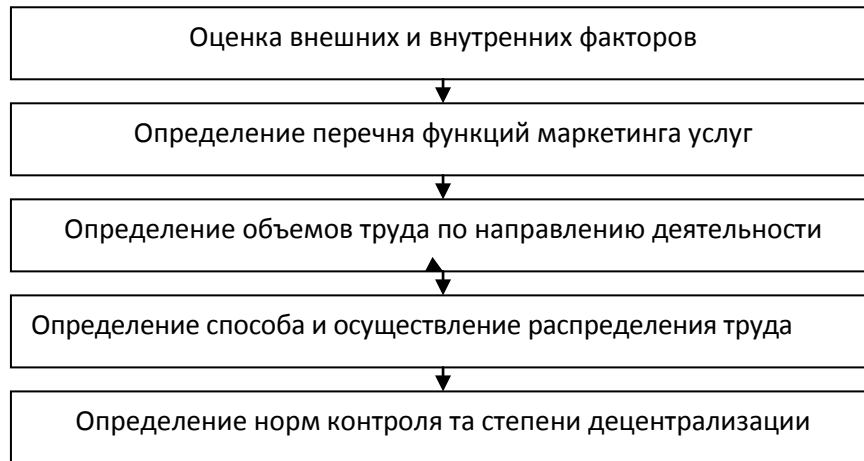 Оценка внешних и внутренних факторов
Определение перечня функций маркетинга услуг
Определение объемов труда по направлению деятельности
Определение способа и осуществление распределения труда
Определение норм контроля та степени децентрализации